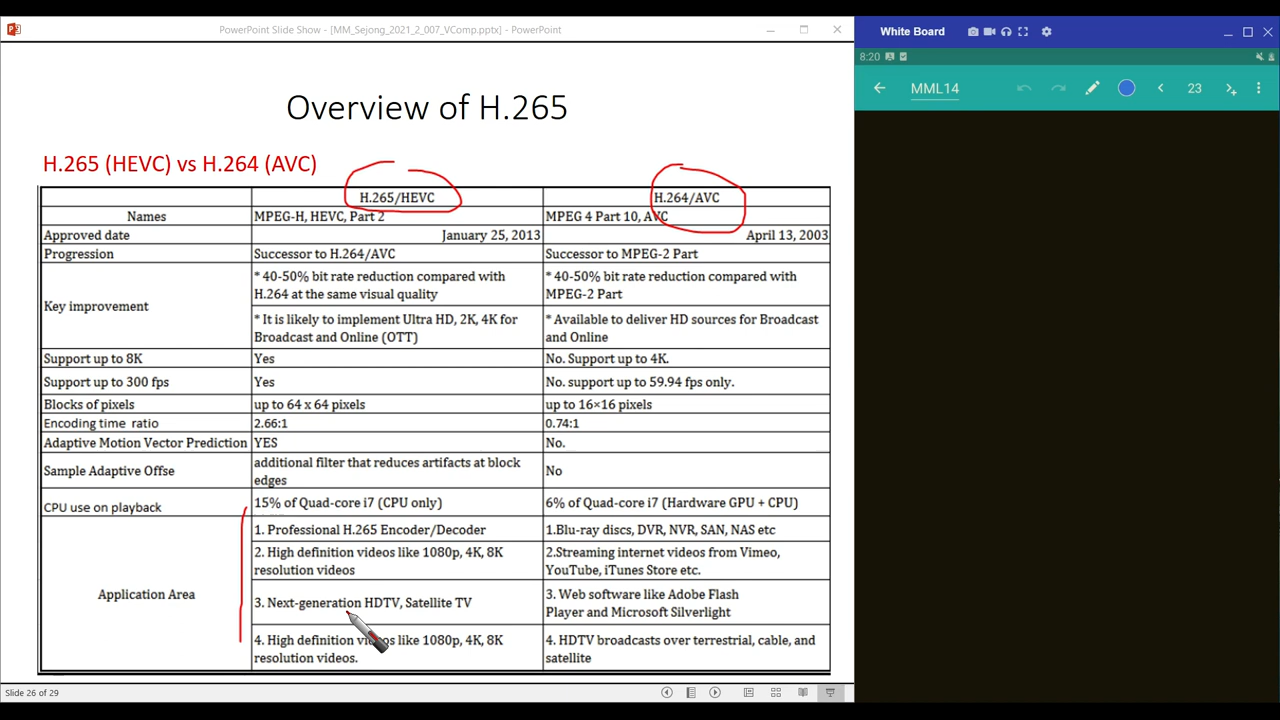 PowerPoint Slide Show - [MM_Sejong_2021_2_007_VComp.pptx] - PowerPoint
White Board
8:20
MML14
23
Overview of H.265
H.265 (HEVC) vs H.264 (AVC)
H.265/HEVC H.264/AVC
Names MPEG-H, HEVC, Part 2 MPEG 4 Part 10, AVC
Approved date January 25, 2013 April 13, 2003
Progression Successor to H.264/AVC Successor to MPEG-2 Part
Key improvement
* 40-50% bit rate reduction compared with
H.264 at the same visual quality
* 40-50% bit rate reduction compared with
MPEG-2 Part
* It is likely to implement Ultra HD, 2K, 4K for
Broadcast and Online (OTT)
* Available to deliver HD sources for Broadcast
and Online
Support up to 8K Yes No. Support up to 4K.
Support up to 300 fps Yes No. support up to 59.94 fps only.
Blocks of pixels up to 64 x 64 pixels up to 16×16 pixels
Encoding time ratio 2.66:1 0.74:1
Adaptive Motion Vector Prediction YES No.
Sample Adaptive Offse
additional filter that reduces artifacts at block
edges
No
CPU use on playback 15% of Quad-core i7 (CPU only) 6% of Quad-core i7 (Hardware GPU + CPU)
Application Area
1. Professional H.265 Encoder/Decoder 1.Blu-ray discs, DVR, NVR, SAN, NAS etc
2. High definition videos like 1080p, 4K, 8K
resolution videos
2.Streaming internet videos from Vimeo,
YouTube, iTunes Store etc.
3. Next-generation HDTV, Satellite TV
3. Web software like Adobe Flash
Player and Microsoft Silverlight
4. High definition videos like 1080p, 4K, 8K
resolution videos.
4. HDTV broadcasts over terrestrial, cable, and
satellite
Slide 26 of 29